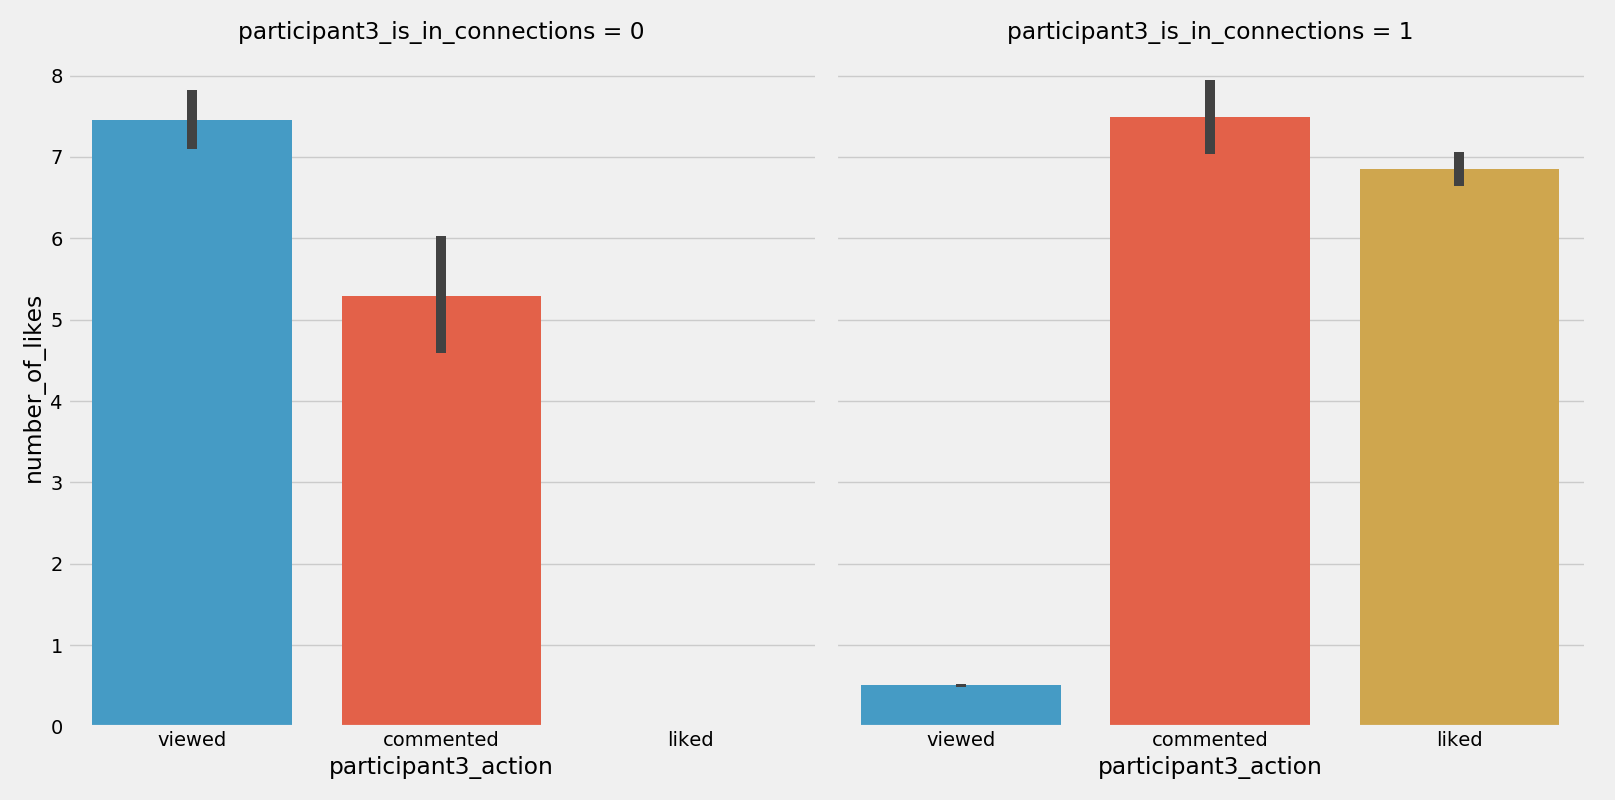 participant3_is_in_connections = 0
participant3_is_in_connections = 1
number_of_likes
8
7
6
5
4
3
2
1
0
viewed commented liked
viewed commented liked
participant3_action
participant3_action